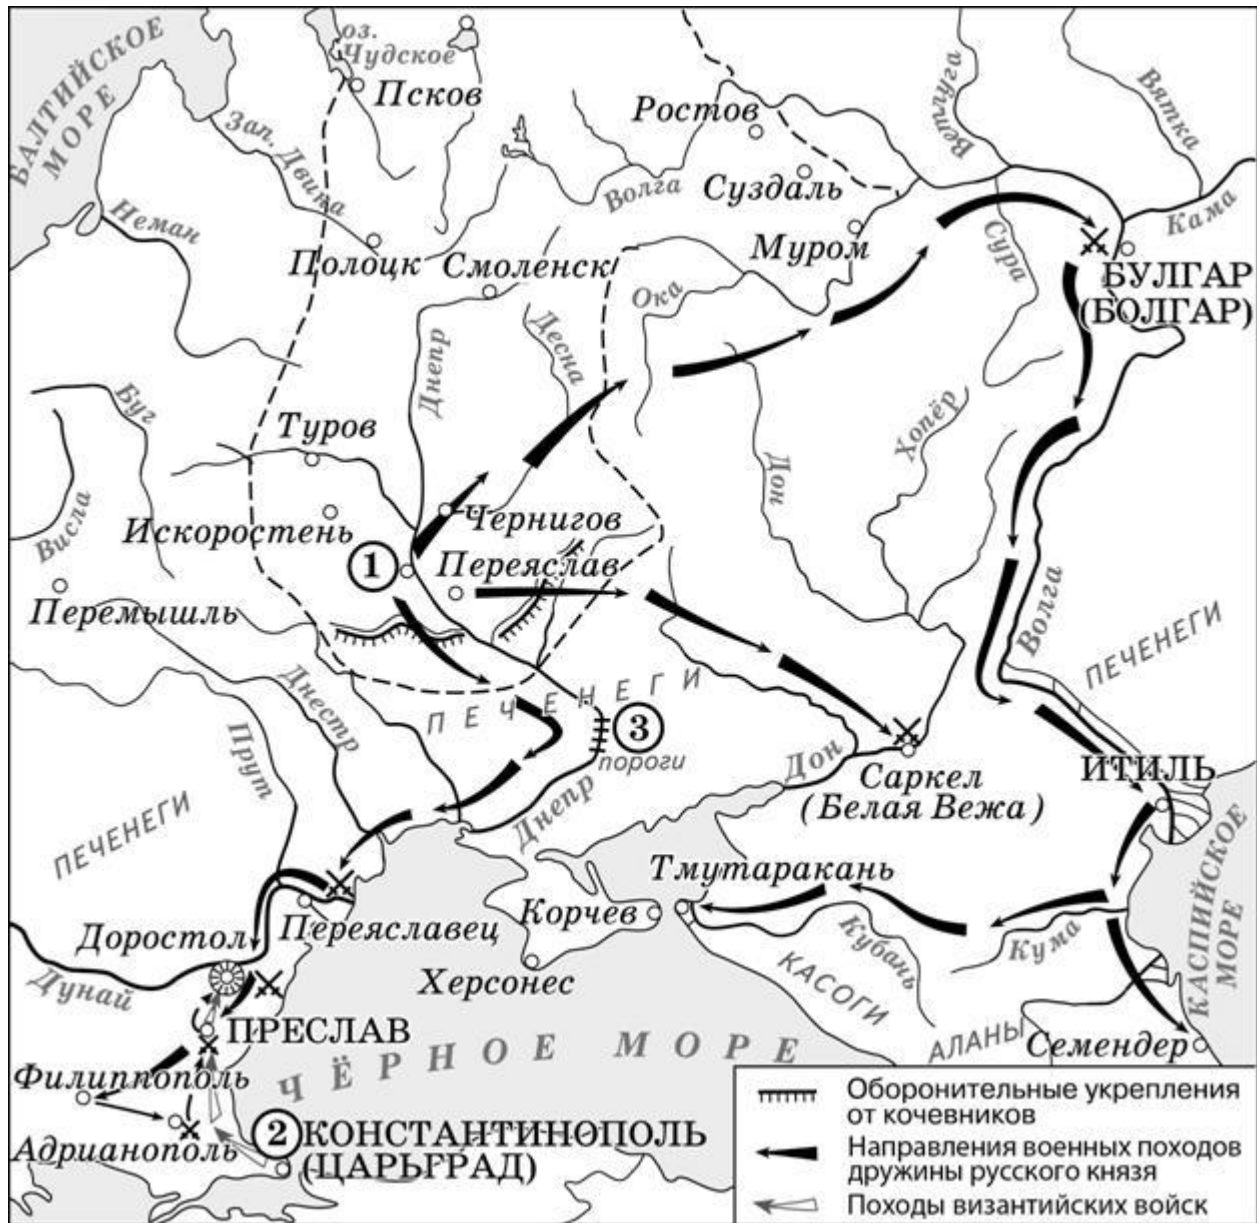 БАЛТИЙСКОЕ
МОРЕ
оз.
Чудское
Псков
Зап. Двина
Неман
Полоцк
Смоленск
Ростов
Суздаль
Волга
Муром
Ветлуга
Вятка
Кама
Сура
БУЛГАР
(БОЛГАР)
Ока
Десна
Днепр
Буг
Висла
Туров
Искоростень
Чернигов
1
Переяслав
Перемышль
Дон
Хопёр
Волга
ПЕЧЕНЕГИ
Днестр
Прут
ПЕЧЕНЕГИ
3
пороги
Днепр
Дон
Саркел
(Белая Вежа)
ИТИЛЬ
ПЕЧЕНЕГИ
Тмутаракань
Корчев
Херсонес
Кубань
Кума
КАСОГИ
АЛАНЫ
Семендер
КАСПИЙСКОЕ
МОРЕ
Переяславец
Доростол
Дунай
ПРЕСЛАВ
Филиппополь
Адрианополь
ЧЁРНОЕ МОРЕ
2 КОНСТАНТИНОПОЛЬ
(ЦАРЬГРАД)
Оборонительные укрепления
от кочевников
Направления военных походов
дружины русского князя
Походы византийских войск